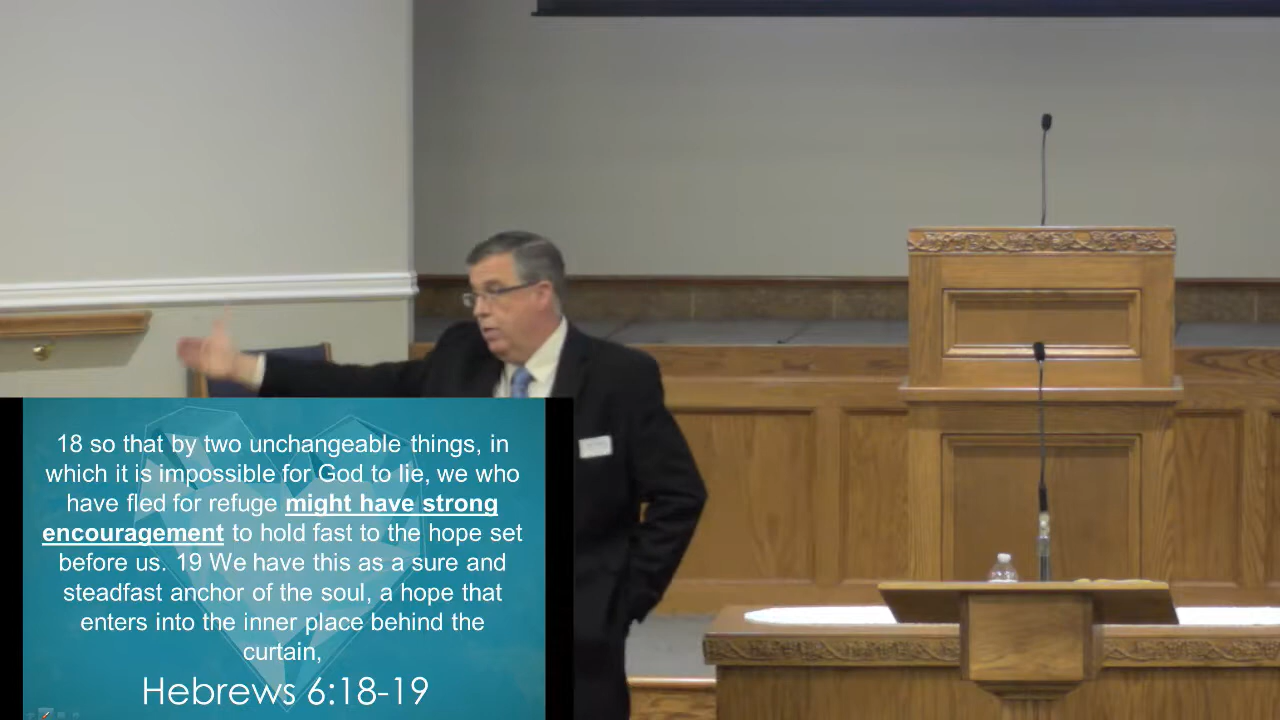 18 so that by two unchangeable things, in
which it is impossible for God to lie, we who
have fled for refuge might have strong
encouragement to hold fast to the hope set
before us. 19 We have this as a sure and
steadfast anchor of the soul, a hope that
enters into the inner place behind the
curtain,
Hebrews 6:18-19